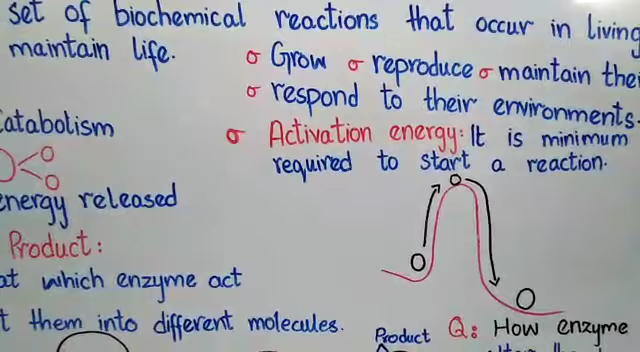 set of biochemical reactions that occur in living
maintain life.
Grow reproduce maintain
respond to their environments.
Catabolism
Activation energy: It is minimum
required to start a reaction.
energy released
Product:
at which enzyme act
them into different molecules.
Product
Q: How enzyme